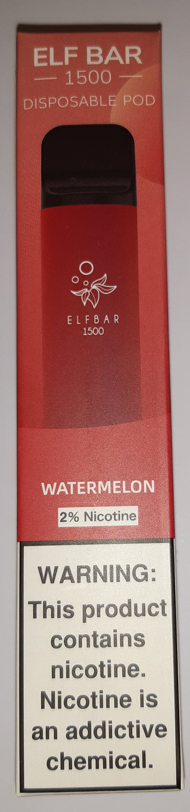 ELF BAR
1500
DISPOSABLE POD
ELFBAR
1500
WATERMELON
2% Nicotine
WARNING:
This product
contains
nicotine.
Nicotine is
an addictive
chemical.